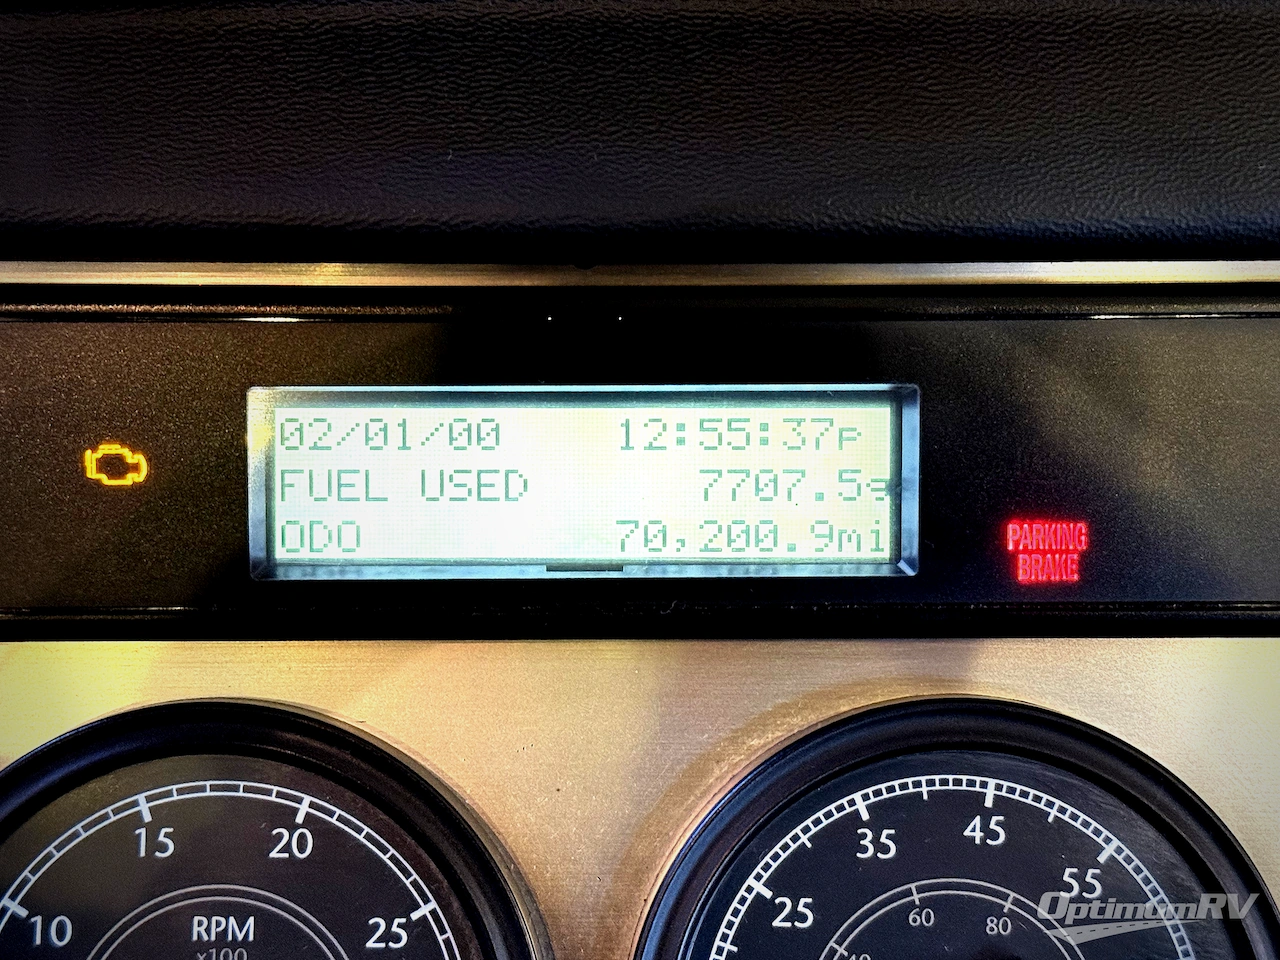 02/01/00 12:55:37p
FUEL USED 7707.5
ODO 70,200.9mi
PARKING
BRAKE
10 15 20 25
RPM
x100
25 35 45 55
60 80
OptimumRV